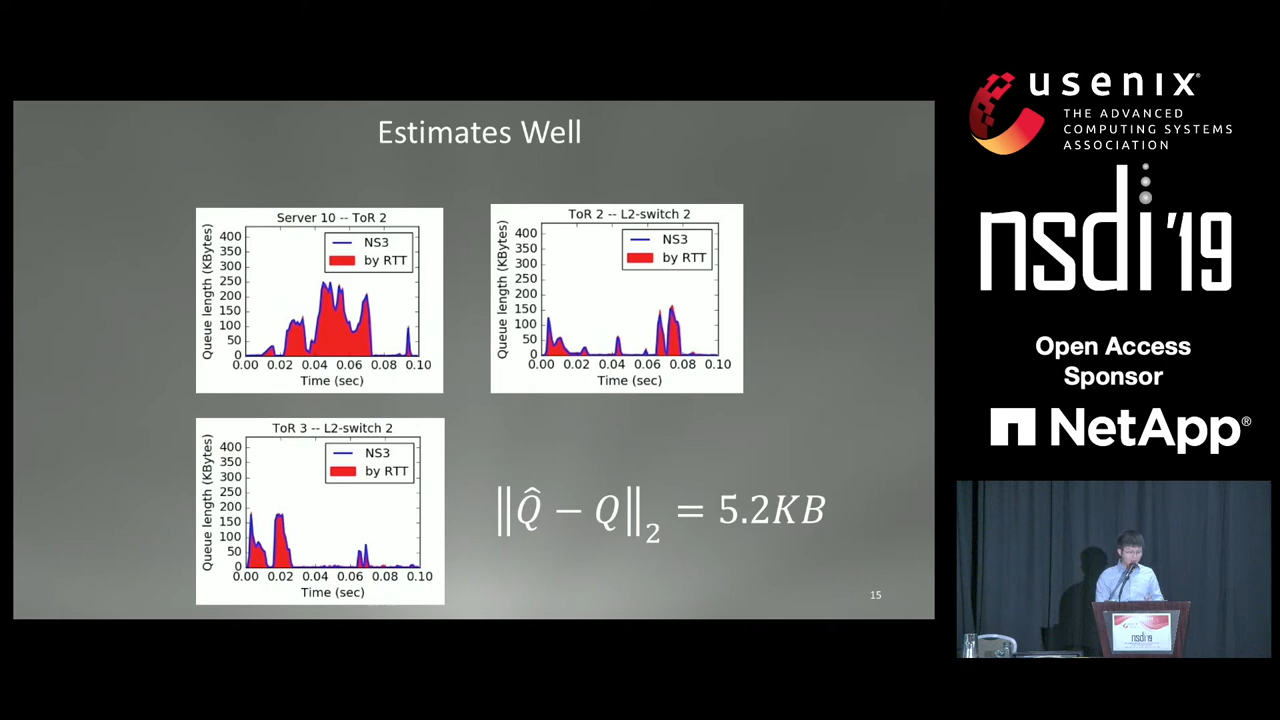 Estimates Well
Server 10 -- ToR 2
Queue length (KBytes)
400
350
300
250
200
150
100
50
0
NS3
by RTT
0.00 0.02 0.04 0.06 0.08 0.10
Time (sec)
ToR 2 -- L2-switch 2
Queue length (KBytes)
400
350
300
250
200
150
100
50
0
NS3
by RTT
0.00 0.02 0.04 0.06 0.08 0.10
Time (sec)
ToR 3 -- L2-switch 2
Queue length (KBytes)
400
350
300
250
200
150
100
50
0
NS3
by RTT
0.00 0.02 0.04 0.06 0.08 0.10
Time (sec)
‖Q̂ − Q‖₂ = 5.2KB
15
usenix®
THE ADVANCED
COMPUTING SYSTEMS
ASSOCIATION
nsdi '19
Open Access
Sponsor
NetApp®
usenix
nsdi'19